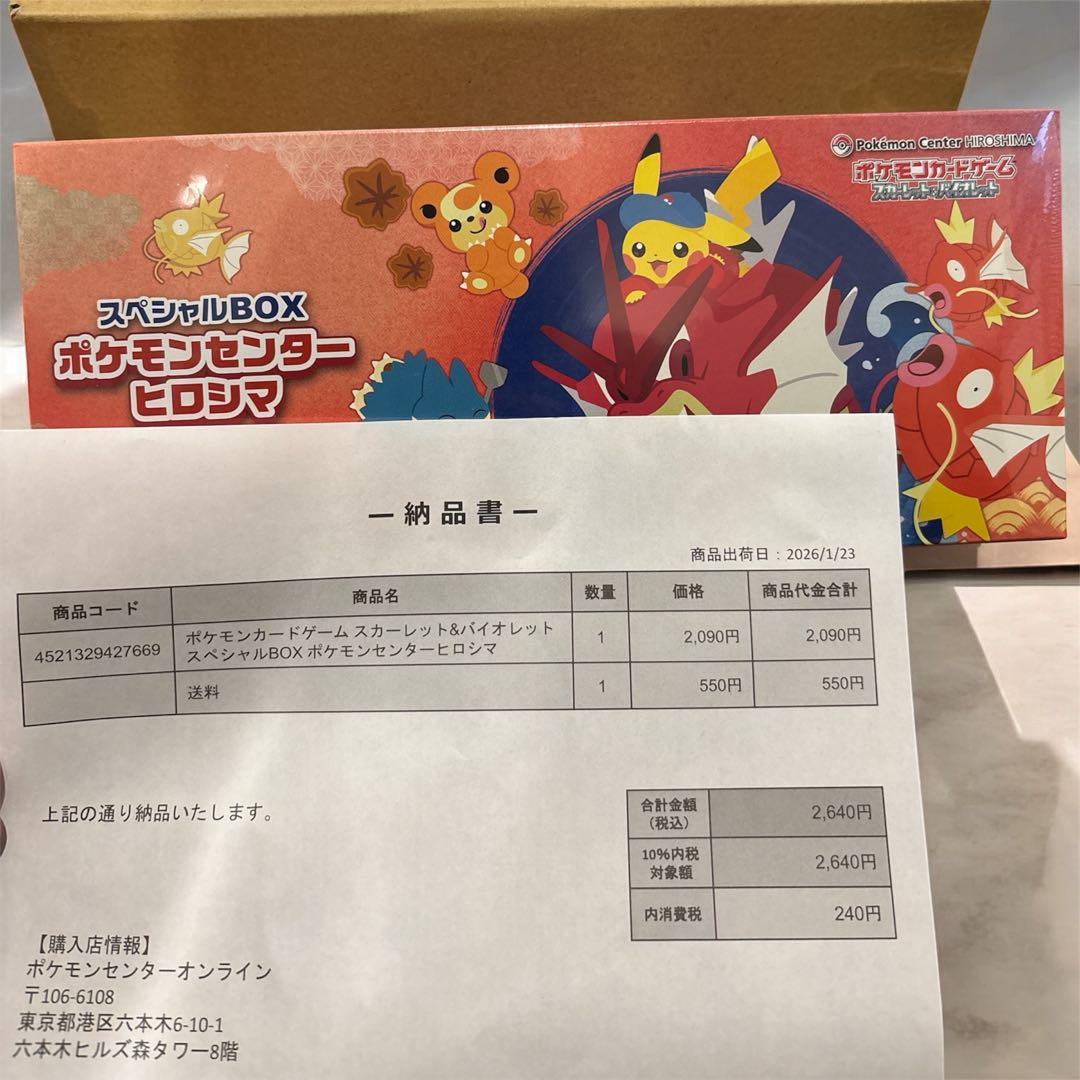 Pokémon Center HIROSHIMA
ポケモンカードゲーム
スカーレット&バイオレット
スペシャルBOX
ポケモンセンター
ヒロシマ
ー納品書ー
商品出荷日：2026/1/23
商品コード 商品名 数量 価格 商品代金合計
4521329427669 ポケモンカードゲーム スカーレット&バイオレット 1 2,090円 2,090円
スペシャルBOX ポケモンセンターヒロシマ
送料 1 550円 550円
上記の通り納品いたします。
合計金額 2,640円
（税込）
10%内税 2,640円
対象額
内消費税 240円
【購入店情報】
ポケモンセンターオンライン
〒106-6108
東京都港区六本木6-10-1
六本木ヒルズ森タワー8階